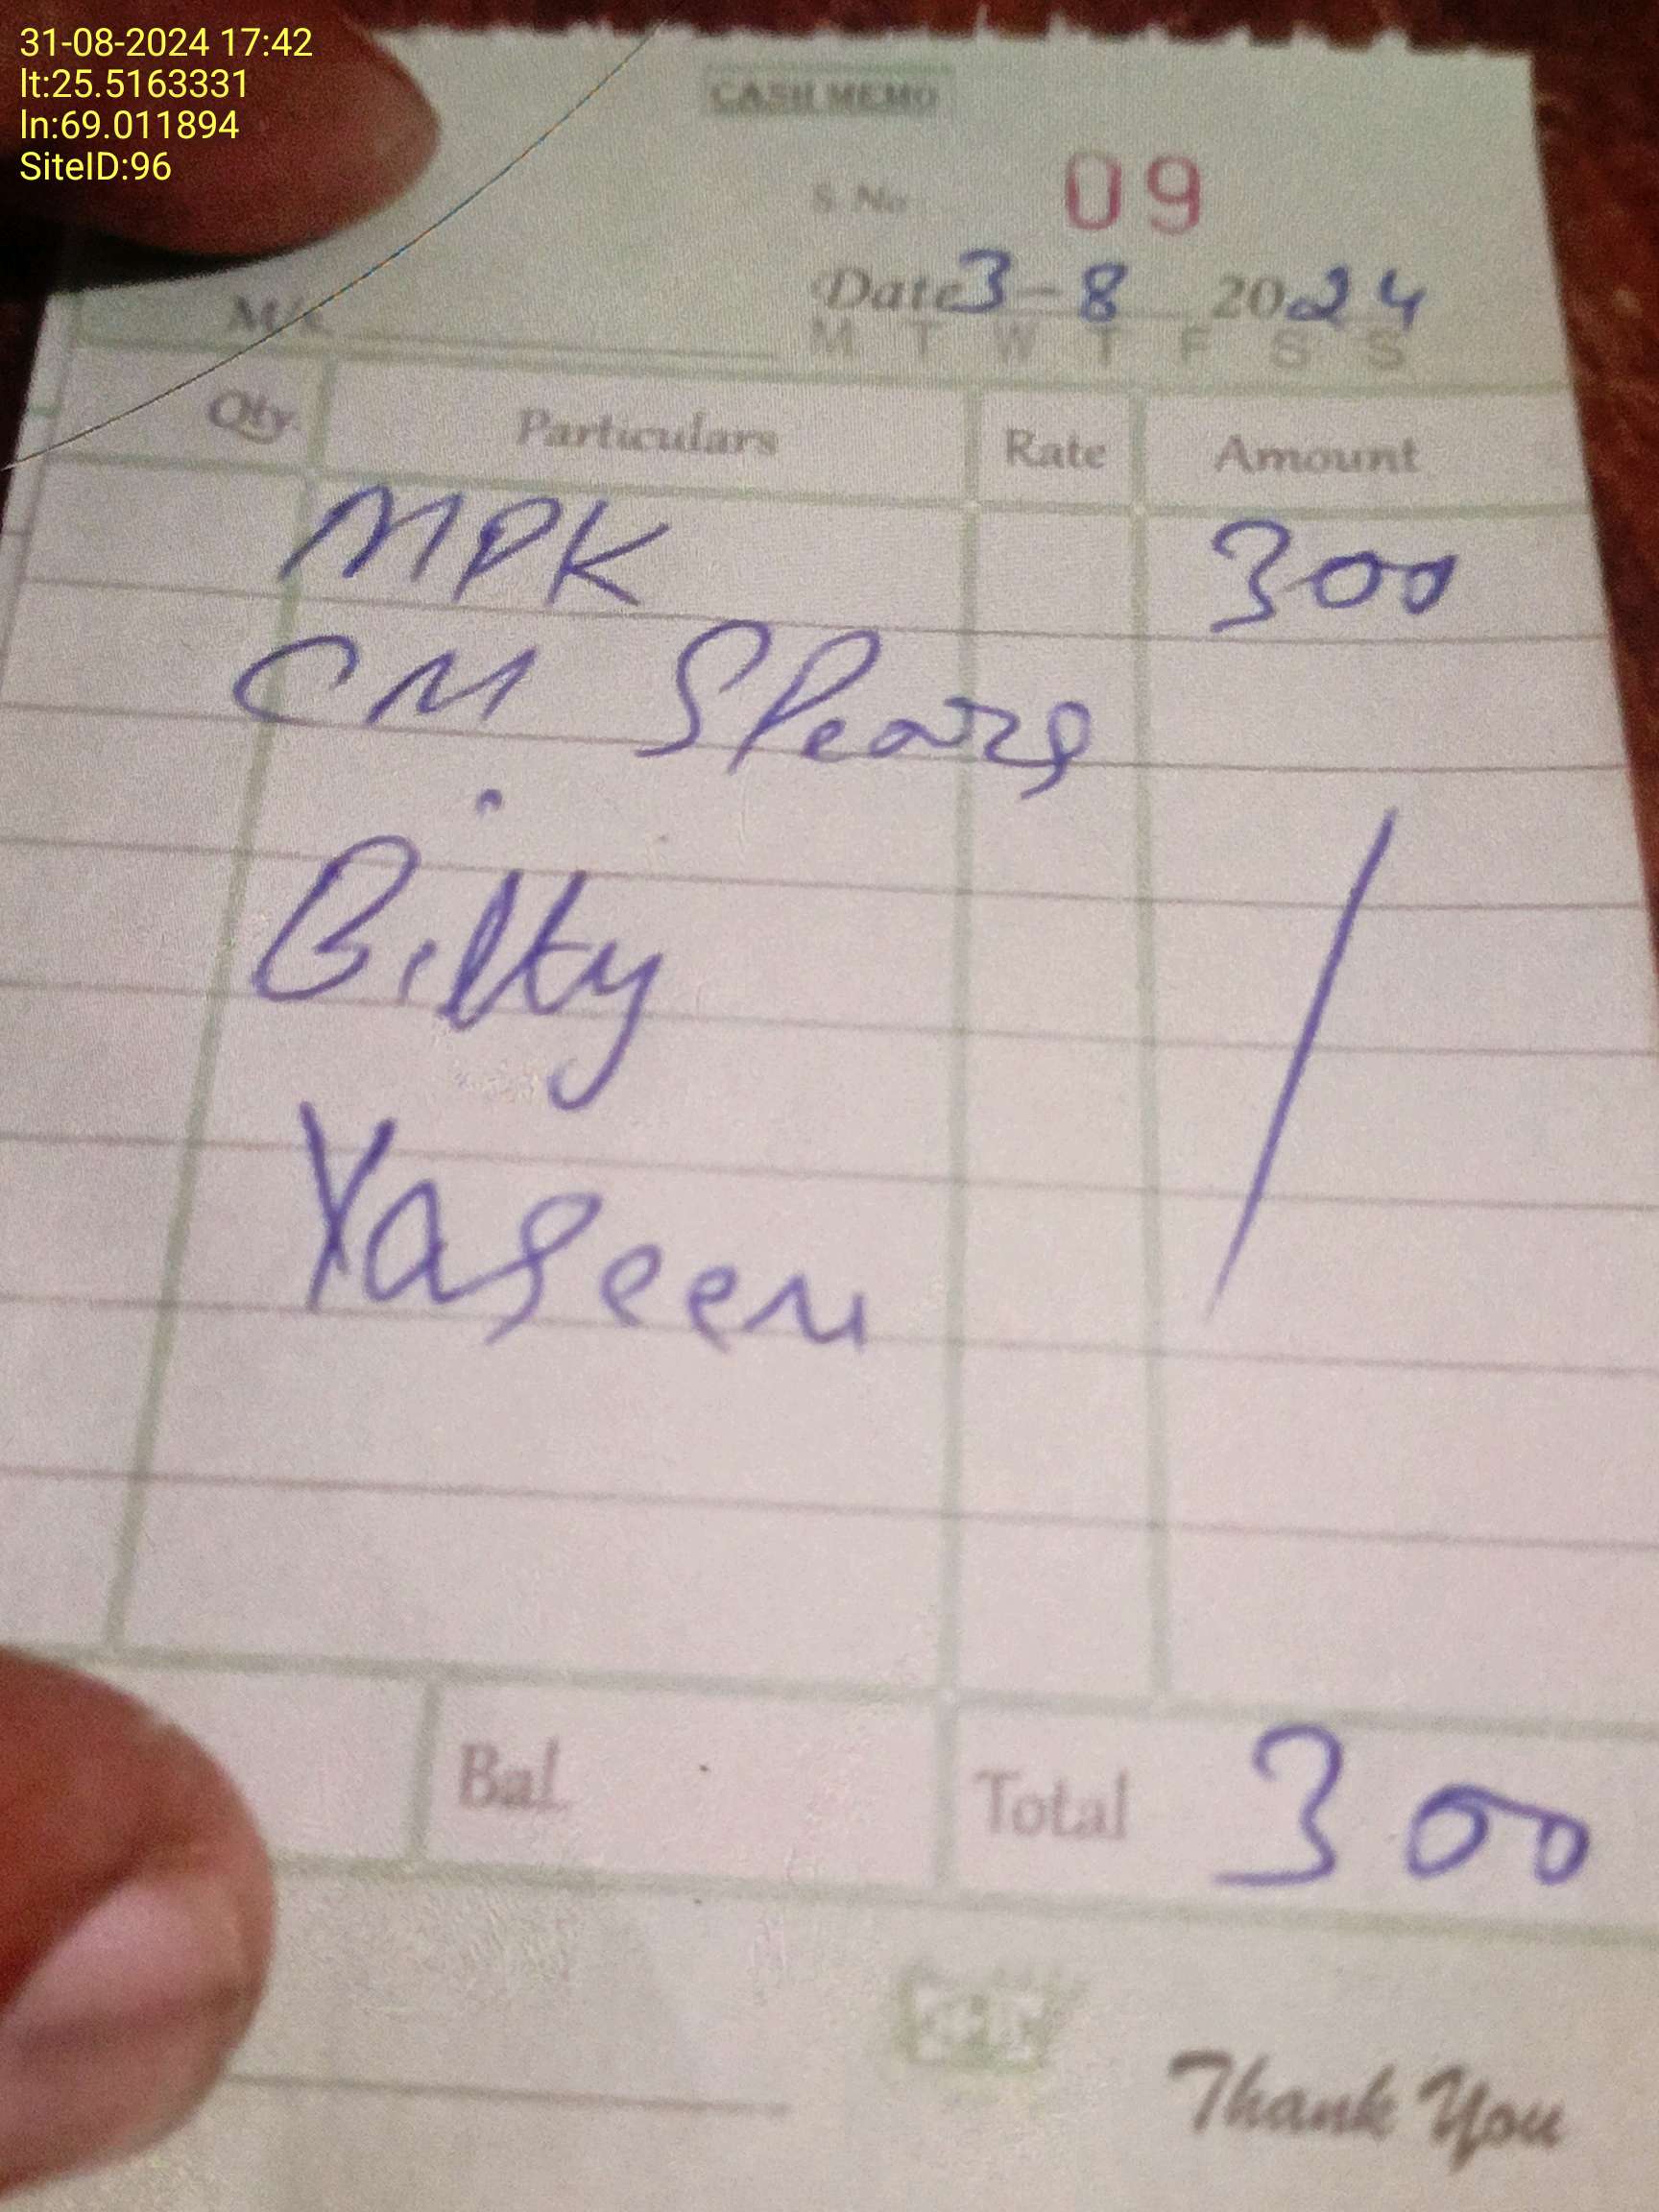 31-08-2024 17:42
lt:25.5163331
ln:69.011894
SiteID:96
CASH MEMO
S. No 09
Date 3-8 2024
M T W T F S S
M/s
Qty. Particulars Rate Amount
MPK 300
CM SPears
Bilty
Yaseen
Bal. Total 300
Thank You